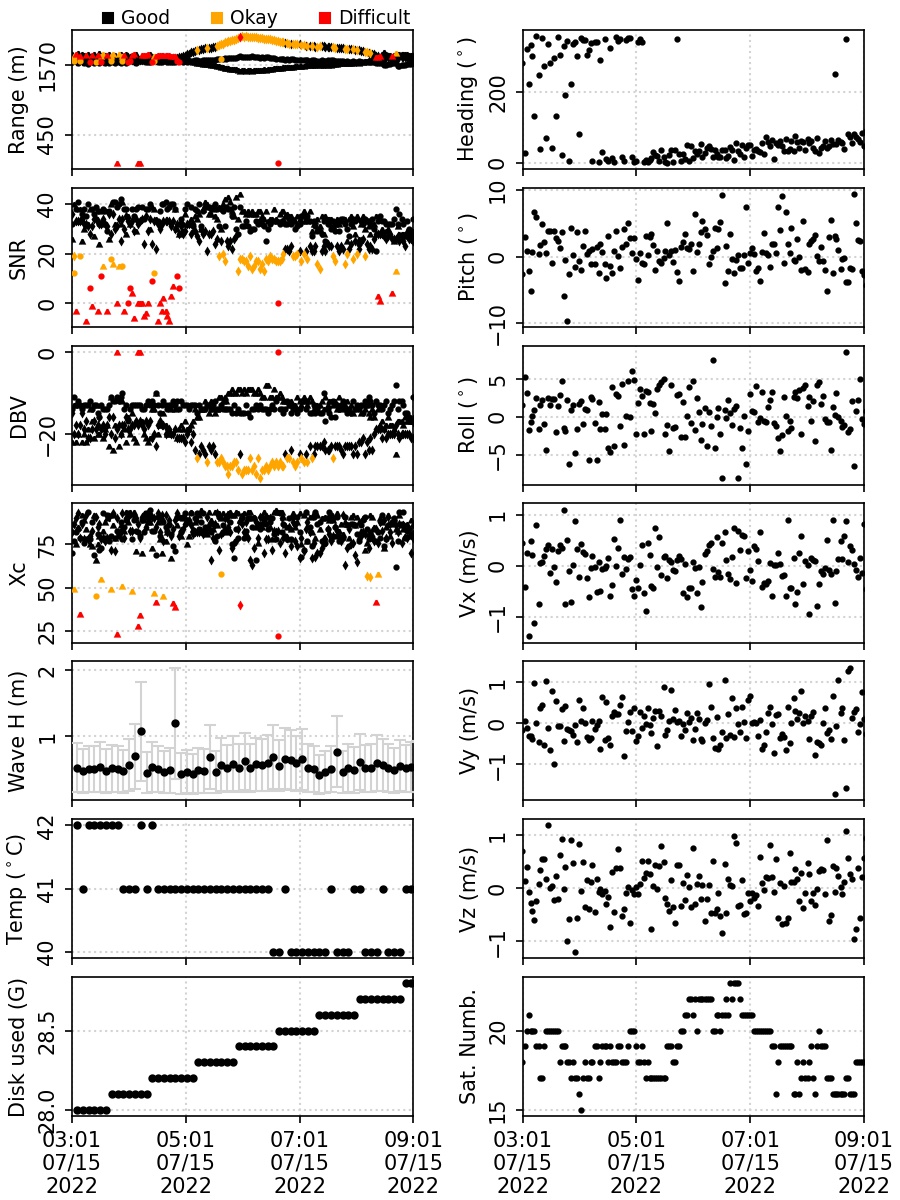 Good Okay Difficult
Range (m)
1570
450
Heading (°)
200
0
SNR
40
20
0
Pitch (°)
10
0
−10
DBV
0
−20
Roll (°)
5
0
−5
Xc
75
50
25
Vx (m/s)
1
0
−1
Wave H (m)
2
1
Vy (m/s)
1
0
−1
Temp (°C)
42
41
40
Vz (m/s)
1
0
−1
Disk used (G)
28.5
28.0
Sat. Numb.
20
15
03:01 05:01 07:01 09:01
07/15 07/15 07/15 07/15
2022 2022 2022 2022
03:01 05:01 07:01 09:01
07/15 07/15 07/15 07/15
2022 2022 2022 2022